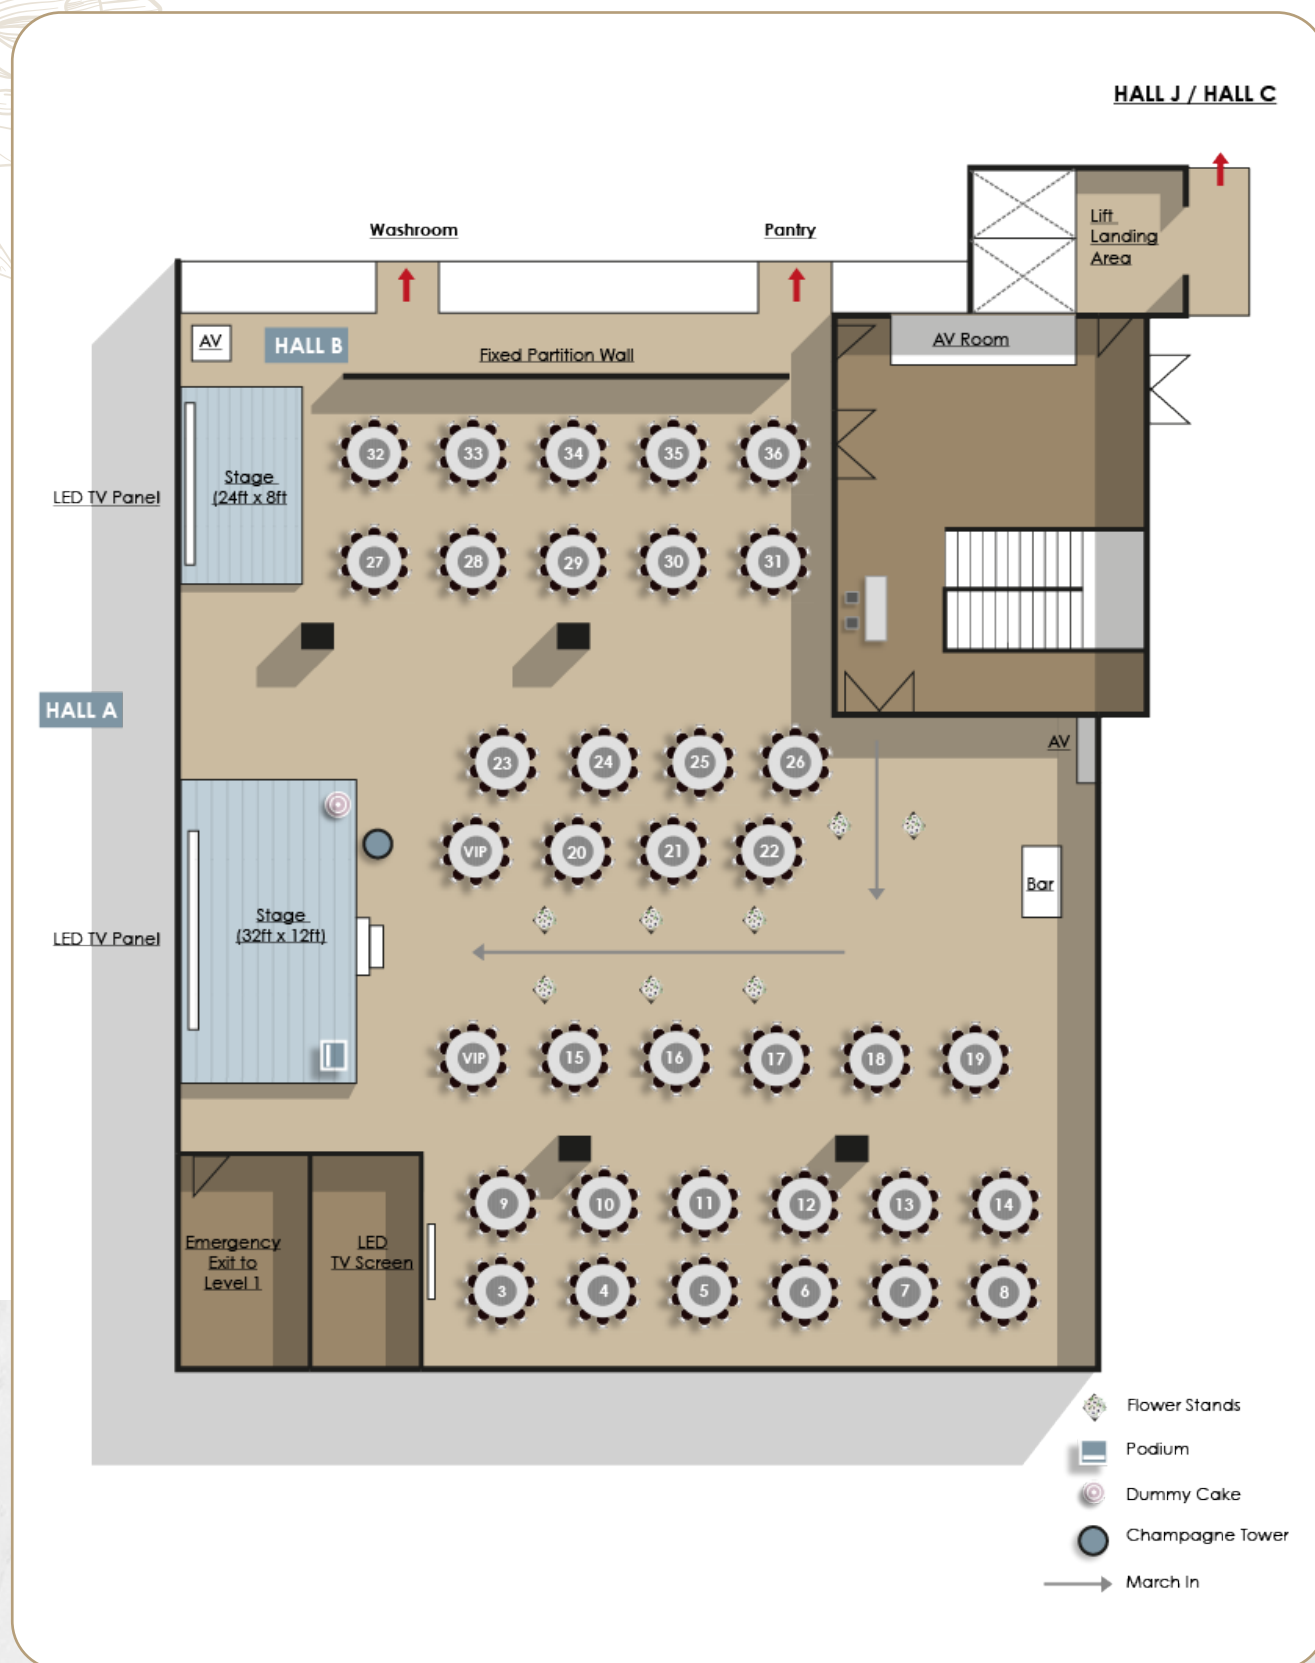 HALL J / HALL C
Lift
Landing
Area
Washroom
Pantry
AV
HALL B
Fixed Partition Wall
AV Room
32
33
34
35
36
Stage
(24ft x 8ft
LED TV Panel
27
28
29
30
31
HALL A
AV
23
24
25
26
VIP
20
21
22
Bar
Stage
(32ft x 12ft)
LED TV Panel
VIP
15
16
17
18
19
9
10
11
12
13
14
Emergency
Exit to
Level 1
LED
TV Screen
3
4
5
6
7
8
Flower Stands
Podium
Dummy Cake
Champagne Tower
March In